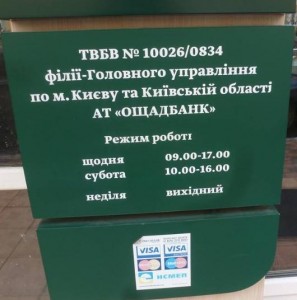 ТВБВ № 10026/0834
філії-Головного управління
по м. Києву та Київській області
АТ «ОЩАДБАНК»
Режим роботі
щодня 09.00-17.00
субота 10.00-16.00
неділя вихідний
VISA VISA